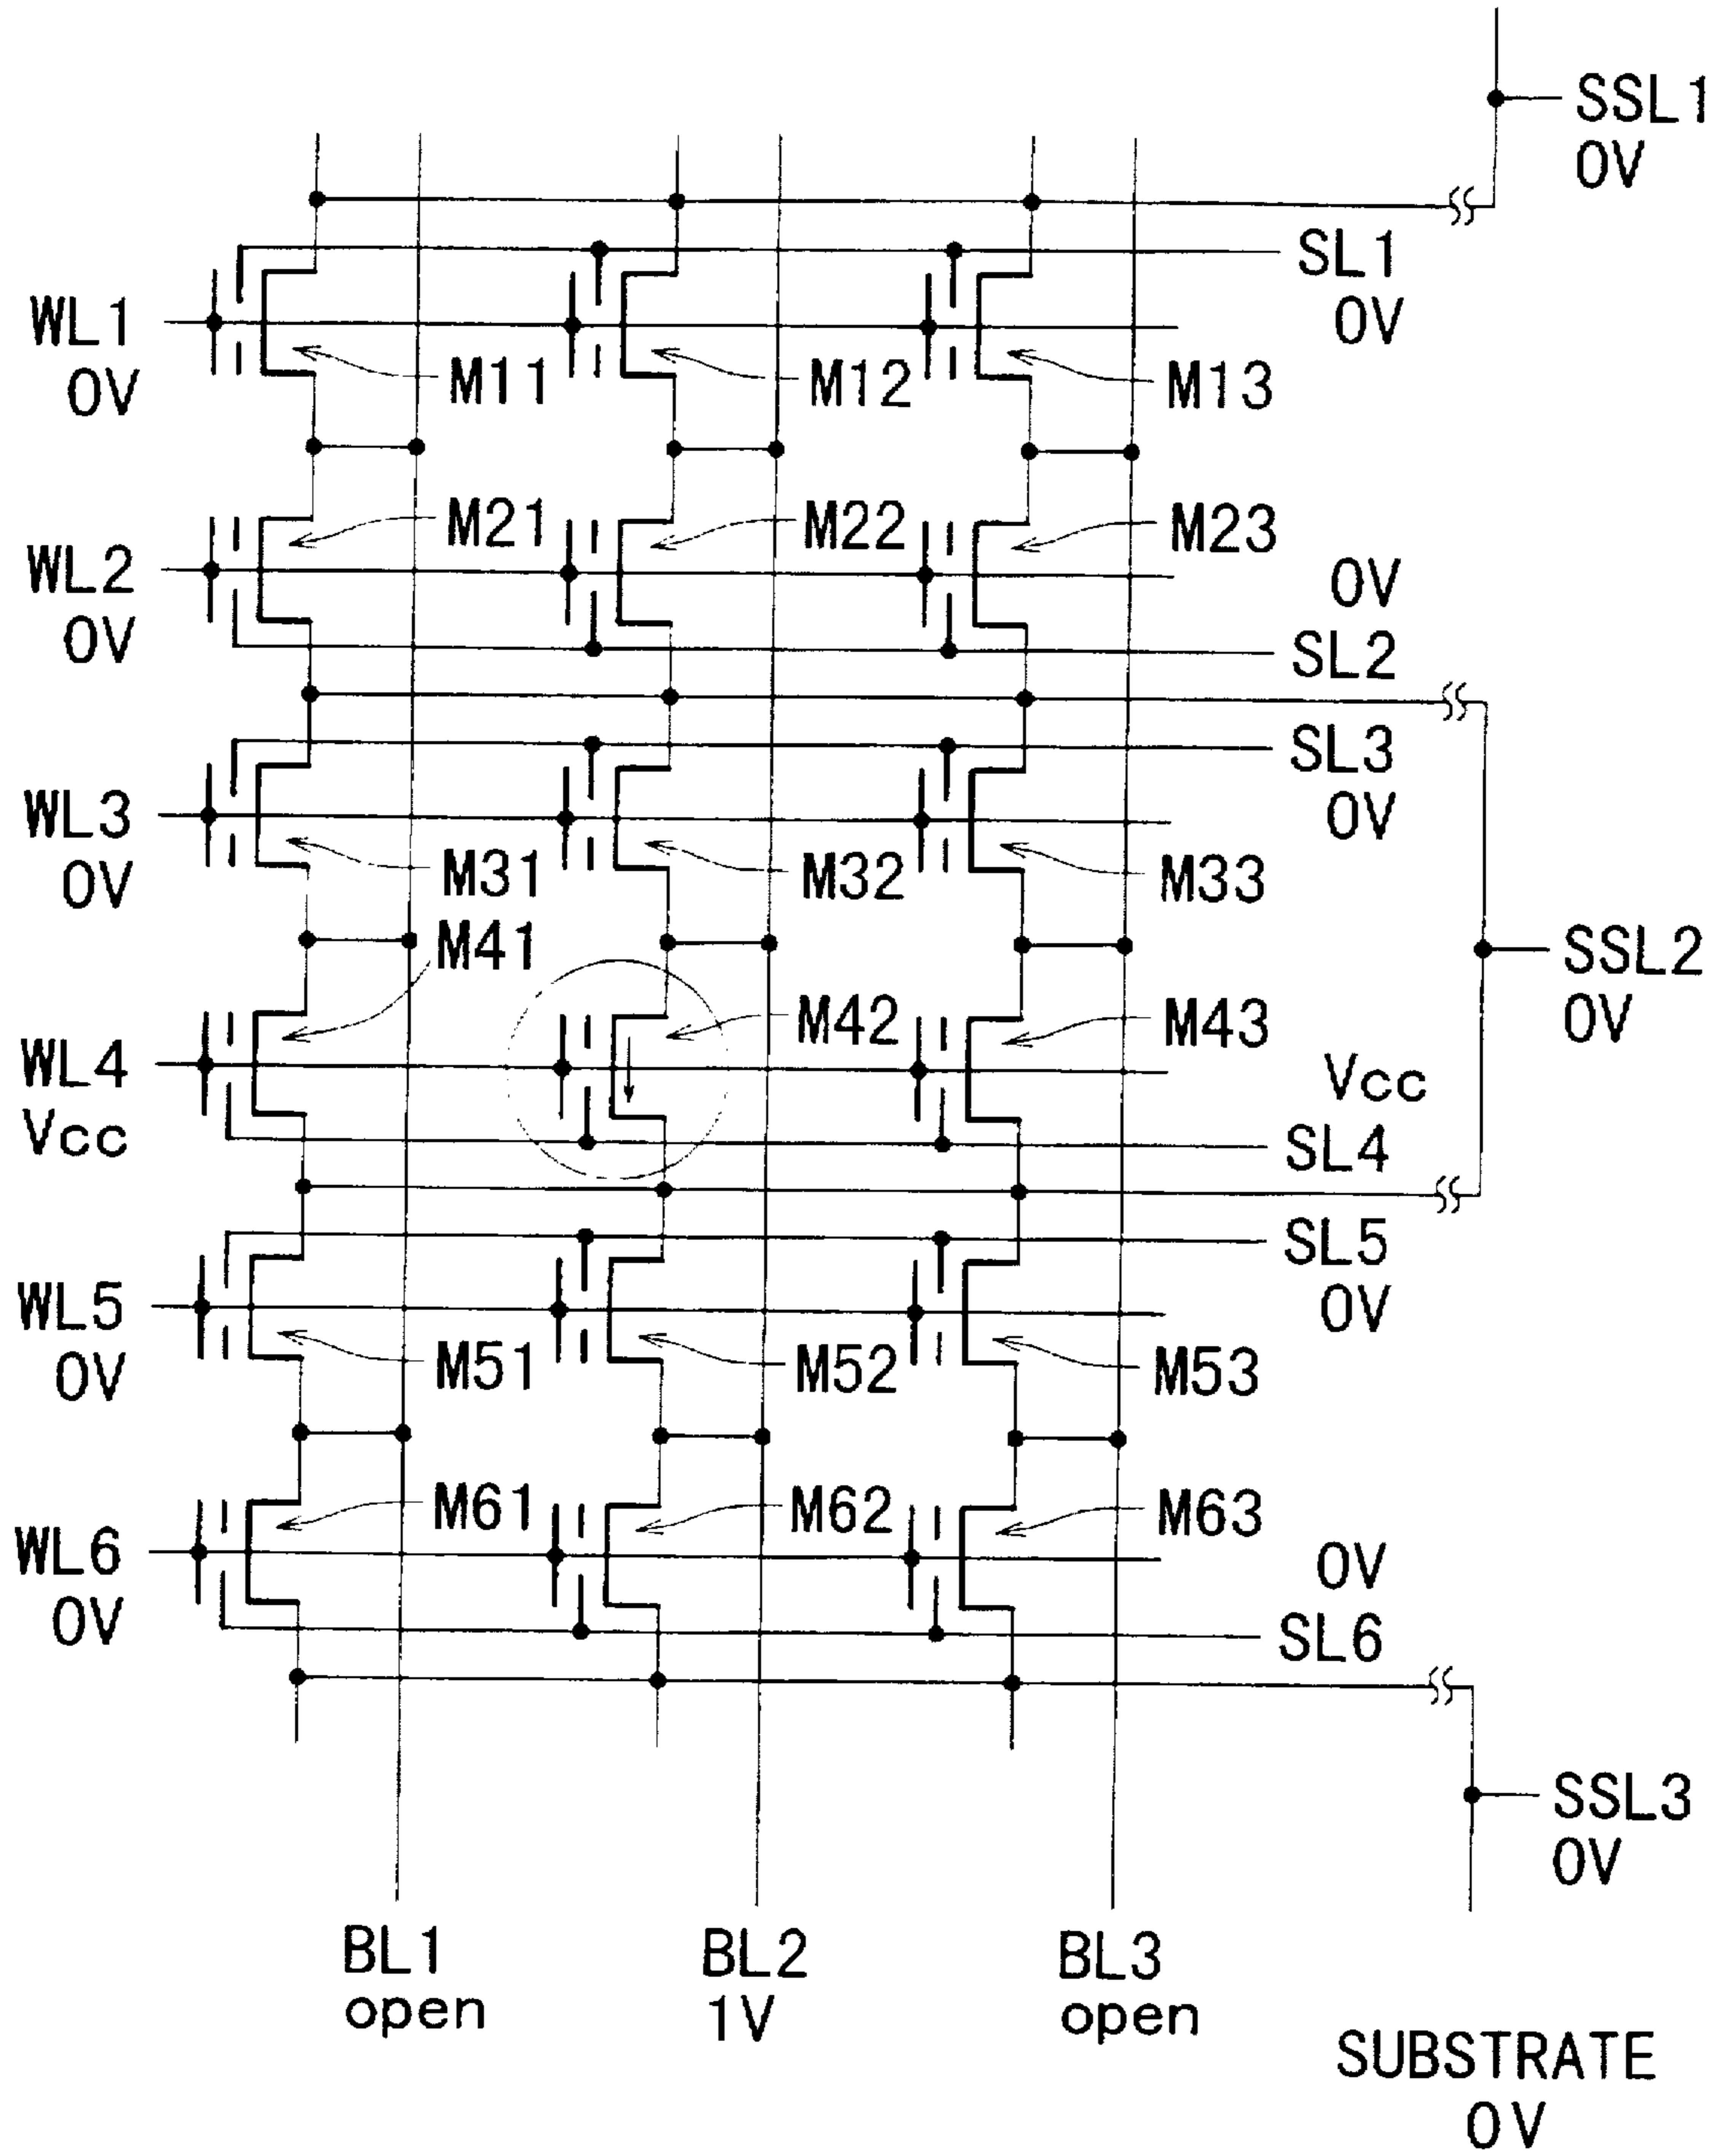 SSL1
0V
SL1
0V
WL1
0V
M11
M12
M13
M21
M22
M23
WL2
0V
0V
SL2
SL3
0V
WL3
0V
M31
M32
M33
M41
SSL2
0V
M42
M43
WL4
Vcc
Vcc
SL4
SL5
0V
WL5
0V
M51
M52
M53
M61
M62
M63
WL6
0V
0V
SL6
SSL3
0V
BL1
open
BL2
1V
BL3
open
SUBSTRATE
0V